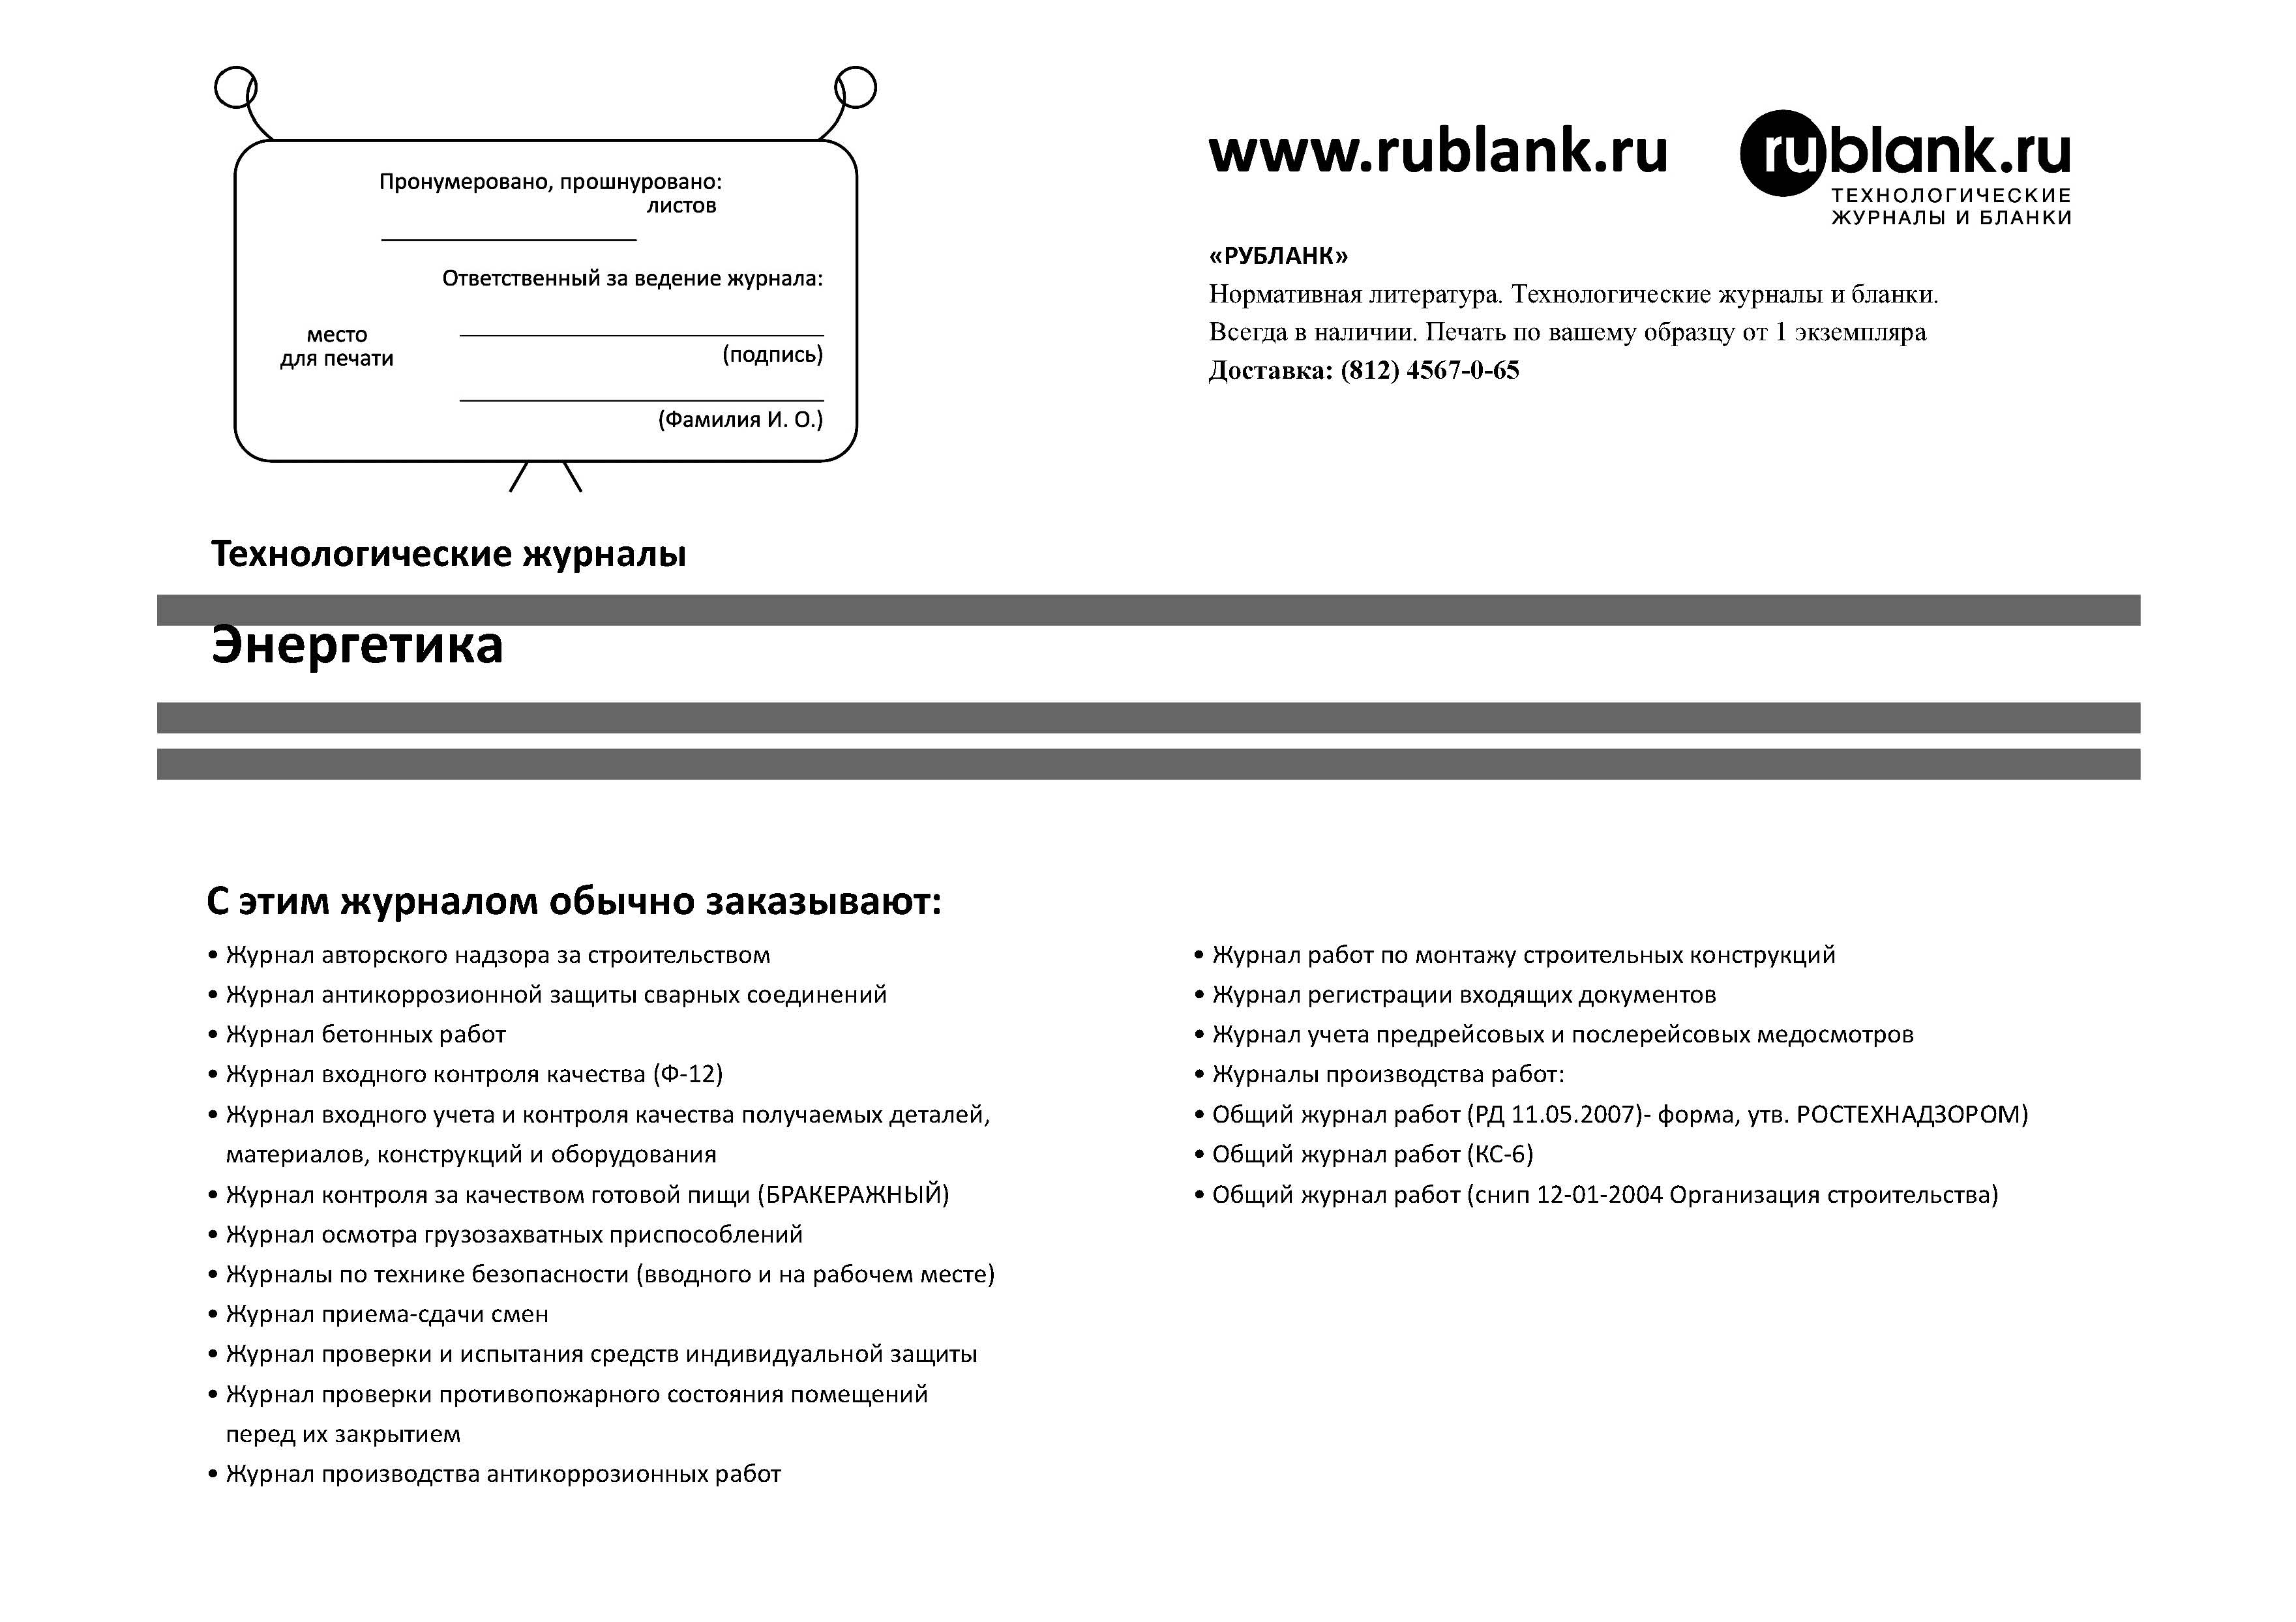 Пронумеровано, прошнуровано:
листов
Ответственный за ведение журнала:
место
для печати
(подпись)
(Фамилия И. О.)
www.rublank.ru
rublank.ru
ТЕХНОЛОГИЧЕСКИЕ
ЖУРНАЛЫ И БЛАНКИ
«РУБЛАНК»
Нормативная литература. Технологические журналы и бланки.
Всегда в наличии. Печать по вашему образцу от 1 экземпляра
Доставка: (812) 4567-0-65
Технологические журналы
Энергетика
С этим журналом обычно заказывают:
• Журнал авторского надзора за строительством
• Журнал антикоррозионной защиты сварных соединений
• Журнал бетонных работ
• Журнал входного контроля качества (Ф-12)
• Журнал входного учета и контроля качества получаемых деталей,
материалов, конструкций и оборудования
• Журнал контроля за качеством готовой пищи (БРАКЕРАЖНЫЙ)
• Журнал осмотра грузозахватных приспособлений
• Журналы по технике безопасности (вводного и на рабочем месте)
• Журнал приема-сдачи смен
• Журнал проверки и испытания средств индивидуальной защиты
• Журнал проверки противопожарного состояния помещений
перед их закрытием
• Журнал производства антикоррозионных работ
• Журнал работ по монтажу строительных конструкций
• Журнал регистрации входящих документов
• Журнал учета предрейсовых и послерейсовых медосмотров
• Журналы производства работ:
• Общий журнал работ (РД 11.05.2007)- форма, утв. РОСТЕХНАДЗОРОМ)
• Общий журнал работ (КС-6)
• Общий журнал работ (снип 12-01-2004 Организация строительства)